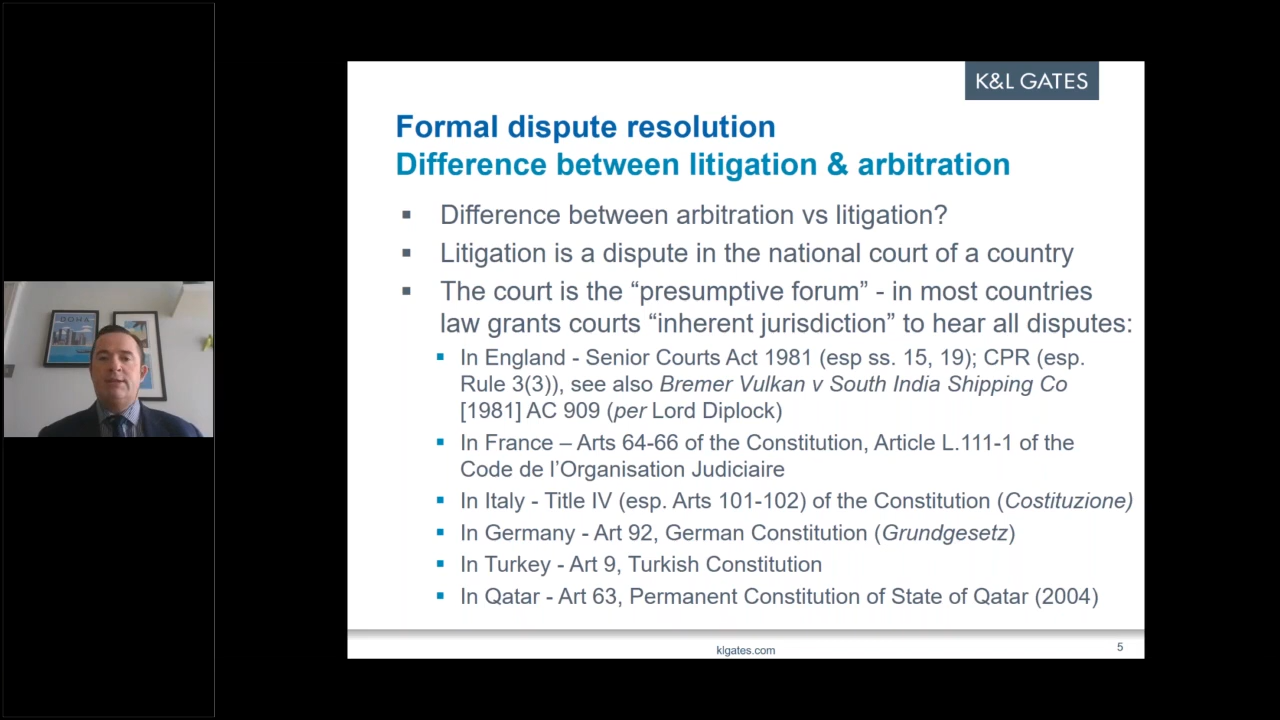 K&L GATES
Formal dispute resolution
Difference between litigation & arbitration
▪ Difference between arbitration vs litigation?
▪ Litigation is a dispute in the national court of a country
▪ The court is the “presumptive forum” - in most countries
law grants courts “inherent jurisdiction” to hear all disputes:
▪ In England - Senior Courts Act 1981 (esp ss. 15, 19); CPR (esp.
Rule 3(3)), see also Bremer Vulkan v South India Shipping Co
[1981] AC 909 (per Lord Diplock)
▪ In France – Arts 64-66 of the Constitution, Article L.111-1 of the
Code de l’Organisation Judiciaire
▪ In Italy - Title IV (esp. Arts 101-102) of the Constitution (Costituzione)
▪ In Germany - Art 92, German Constitution (Grundgesetz)
▪ In Turkey - Art 9, Turkish Constitution
▪ In Qatar - Art 63, Permanent Constitution of State of Qatar (2004)
klgates.com
5
DOHA